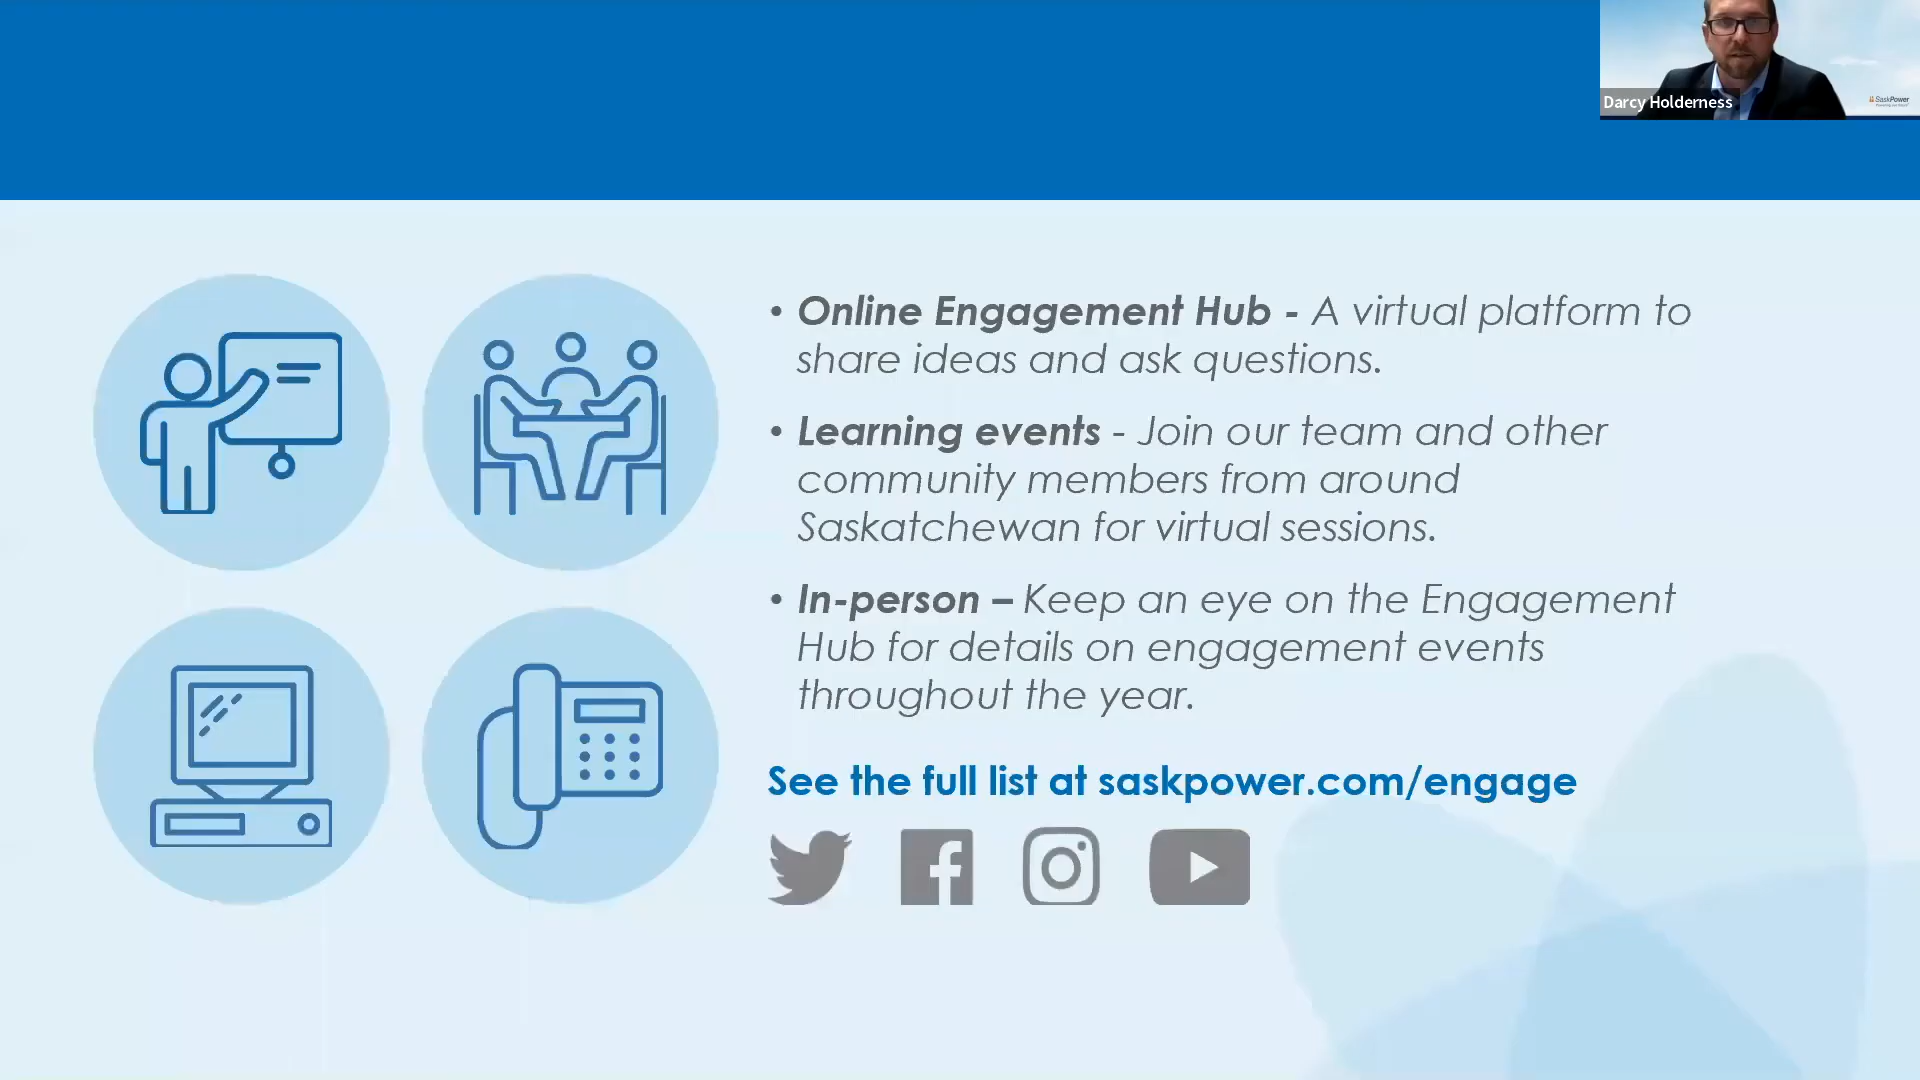 Darcy Holderness
SaskPower
• Online Engagement Hub - A virtual platform to
share ideas and ask questions.
• Learning events - Join our team and other
community members from around
Saskatchewan for virtual sessions.
• In-person – Keep an eye on the Engagement
Hub for details on engagement events
throughout the year.
See the full list at saskpower.com/engage